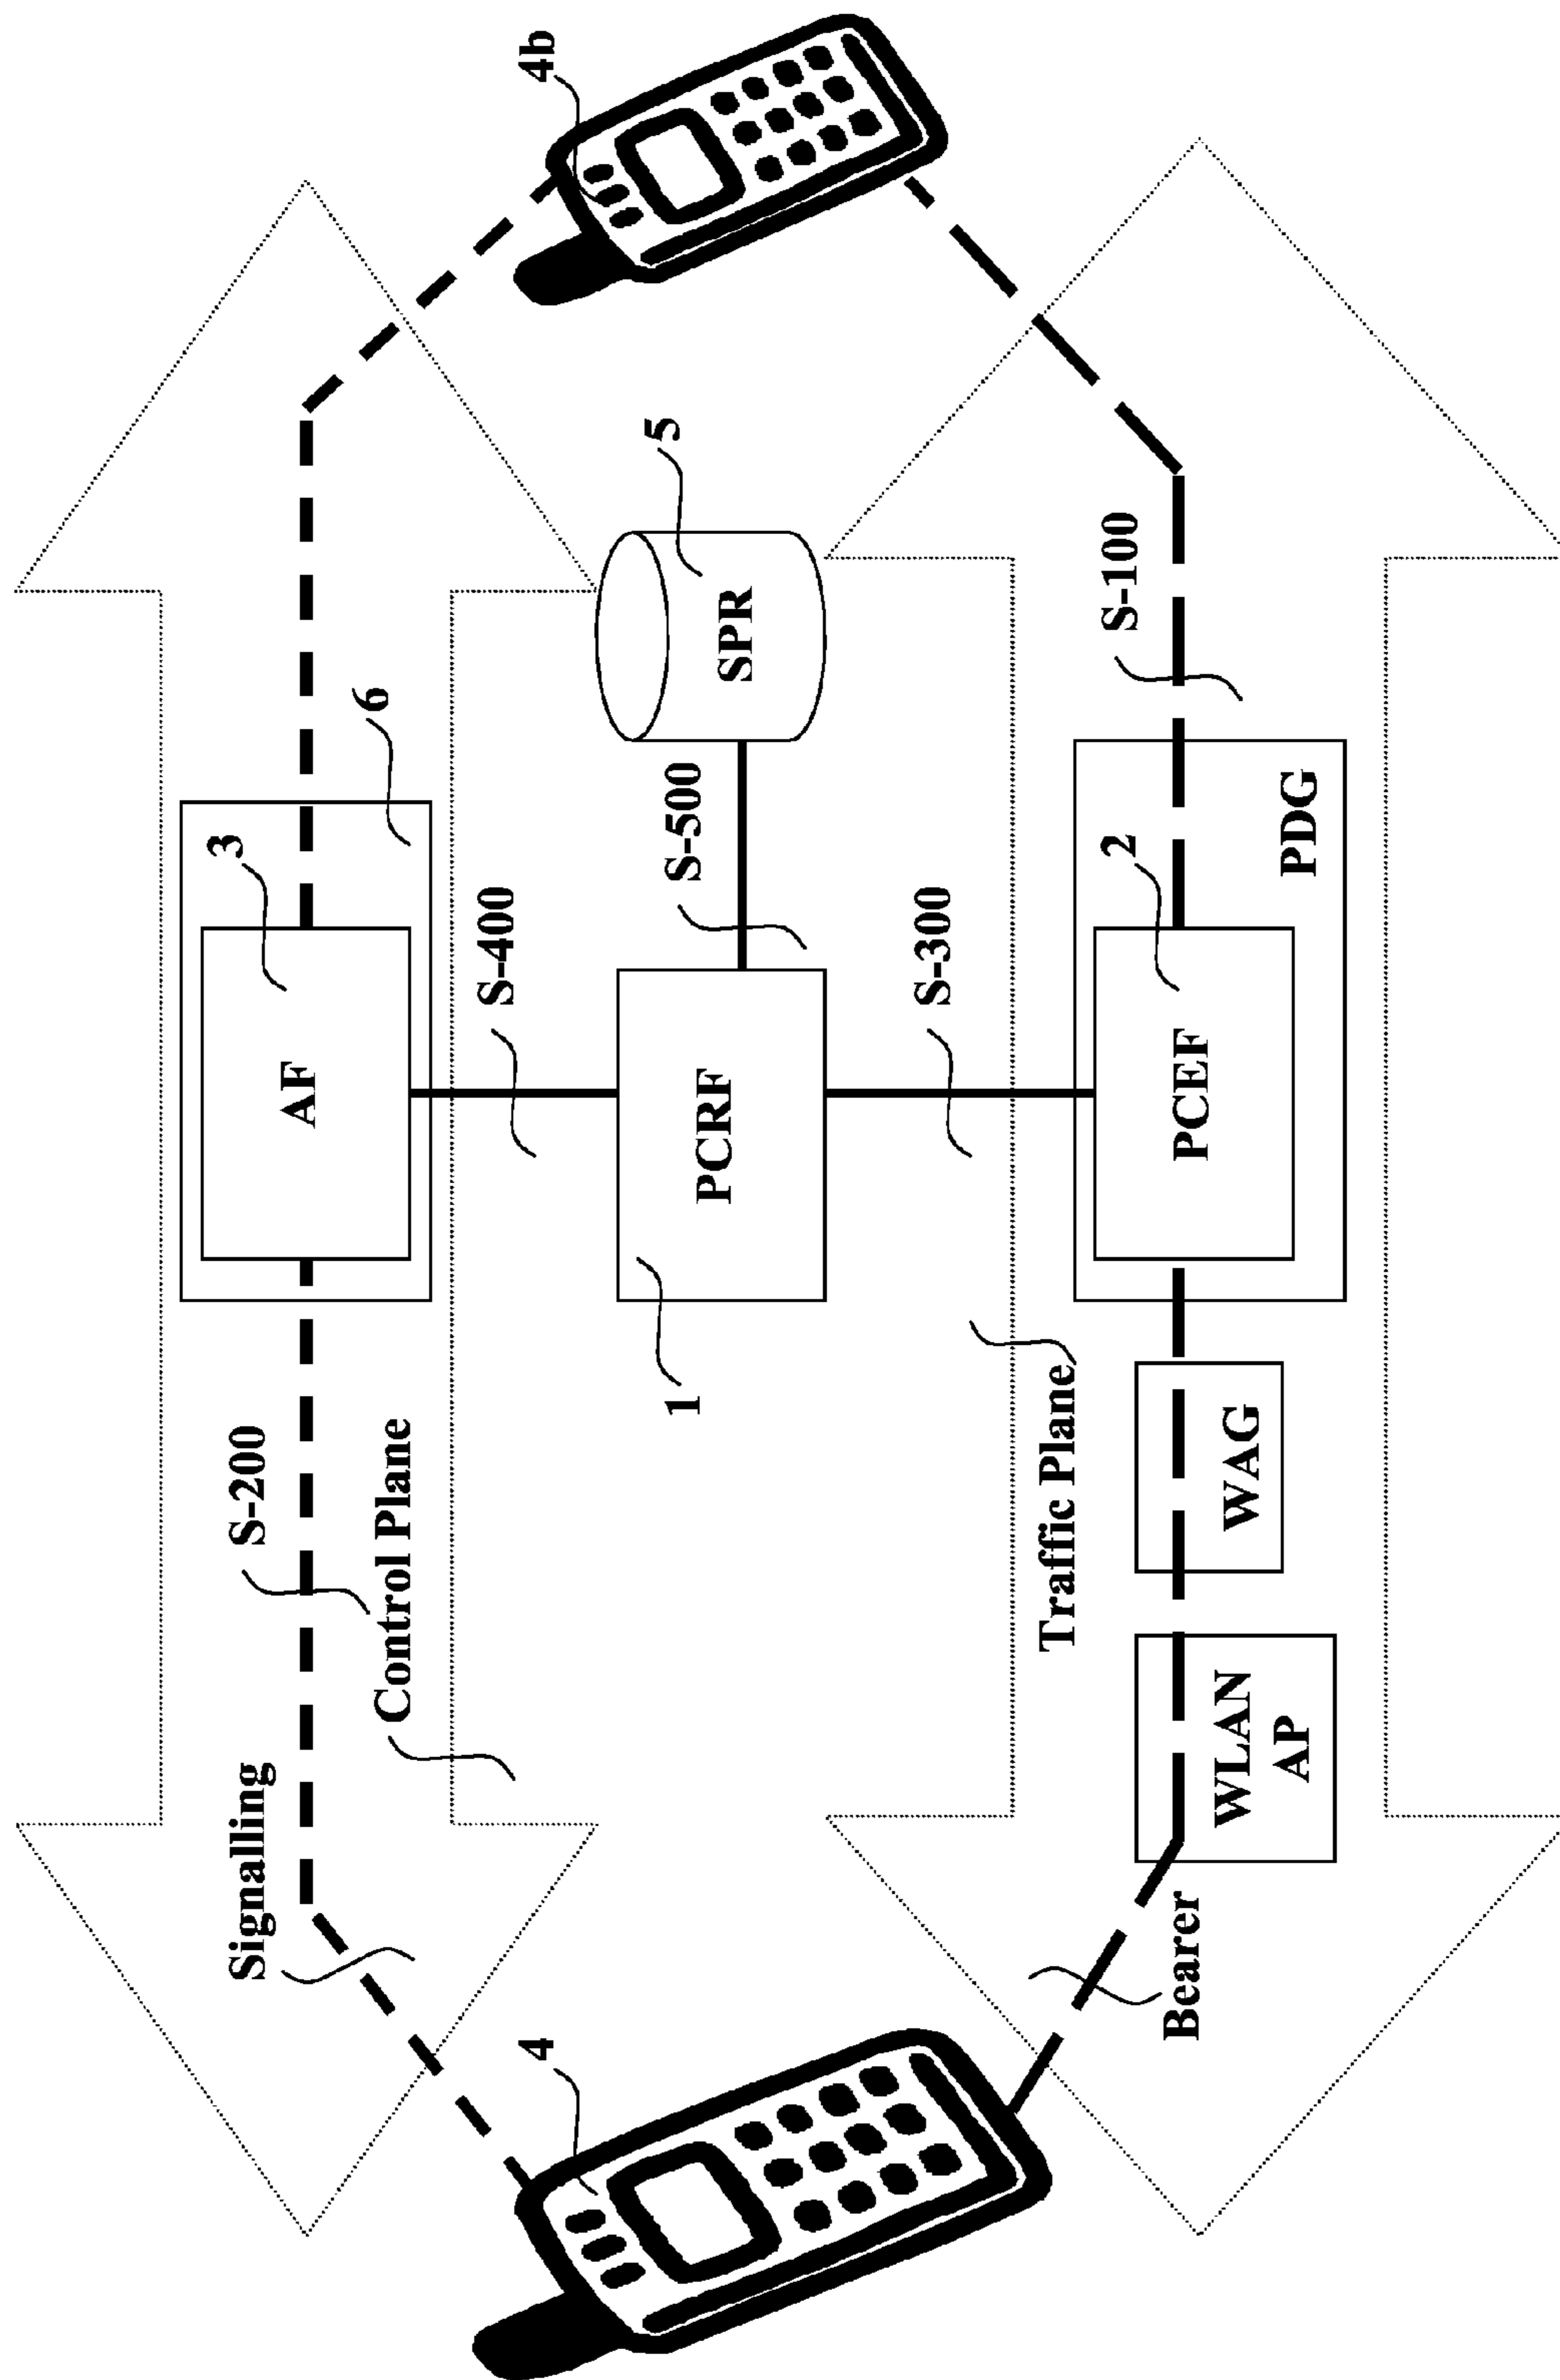 Signalling
S-200
Control Plane
AF
3
6
4
4b
S-400
1
PCRF
S-500
SPR
5
S-300
Traffic Plane
Bearer
WLAN
AP
WAG
PCEF
2
PDG
S-100